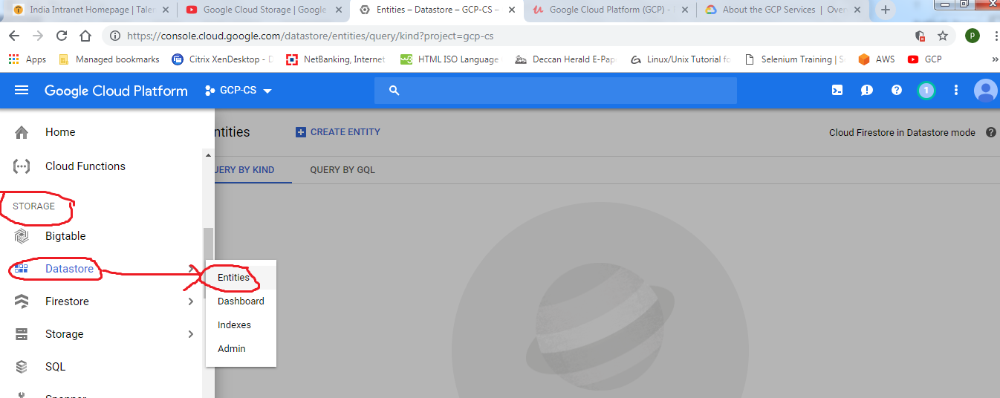 India Intranet Homepage | Talen
Google Cloud Storage | Google
Entities – Datastore – GCP-CS –
Google Cloud Platform (GCP) -
About the GCP Services | Over
https://console.cloud.google.com/datastore/entities/query/kind?project=gcp-cs
P
Apps
Managed bookmarks
Citrix XenDesktop - D
NetBanking, Internet
HTML ISO Language
Deccan Herald E-Pap
Linux/Unix Tutorial fo
Selenium Training | S
AWS
GCP
»
Google Cloud Platform
GCP-CS
1
Home
ntities
CREATE ENTITY
Cloud Firestore in Datastore mode
Cloud Functions
UERY BY KIND
QUERY BY GQL
STORAGE
Bigtable
Datastore
Entities
Firestore
Dashboard
Indexes
Storage
Admin
SQL
Spanner